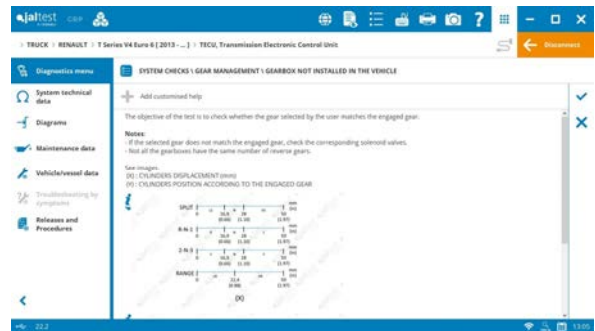 jaltest CBP
TRUCK > RENAULT > T Series V4 Euro 6 [ 2013 - ... ] > TECU, Transmission Electronic Control Unit
Disconnect
Diagnostics menu
SYSTEM CHECKS \ GEAR MANAGEMENT \ GEARBOX NOT INSTALLED IN THE VEHICLE
System technical data
Add customised help
Diagrams
Maintenance data
Vehicle/vessel data
Troubleshooting by symptoms
Releases and Procedures
The objective of the test is to check whether the gear selected by the user matches the engaged gear.
Notes:
- If the selected gear does not match the engaged gear, check the corresponding solenoid valves.
- Not all the gearboxes have the same number of reverse gears.
See images.
(X) : CYLINDERS DISPLACEMENT (mm)
(Y) : CYLINDERS POSITION ACCORDING TO THE ENGAGED GEAR
SPLIT
R-N-1
2-N-3
RANGE
(X)
22.2
13:05